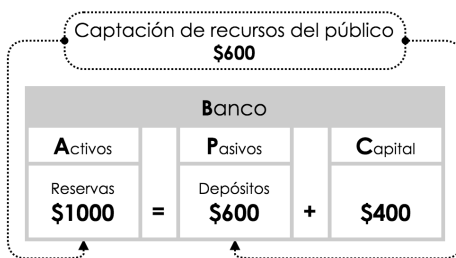 Captación de recursos del público
$600
Banco
Activos = Pasivos + Capital
Reservas Depósitos
$1000 = $600 + $400